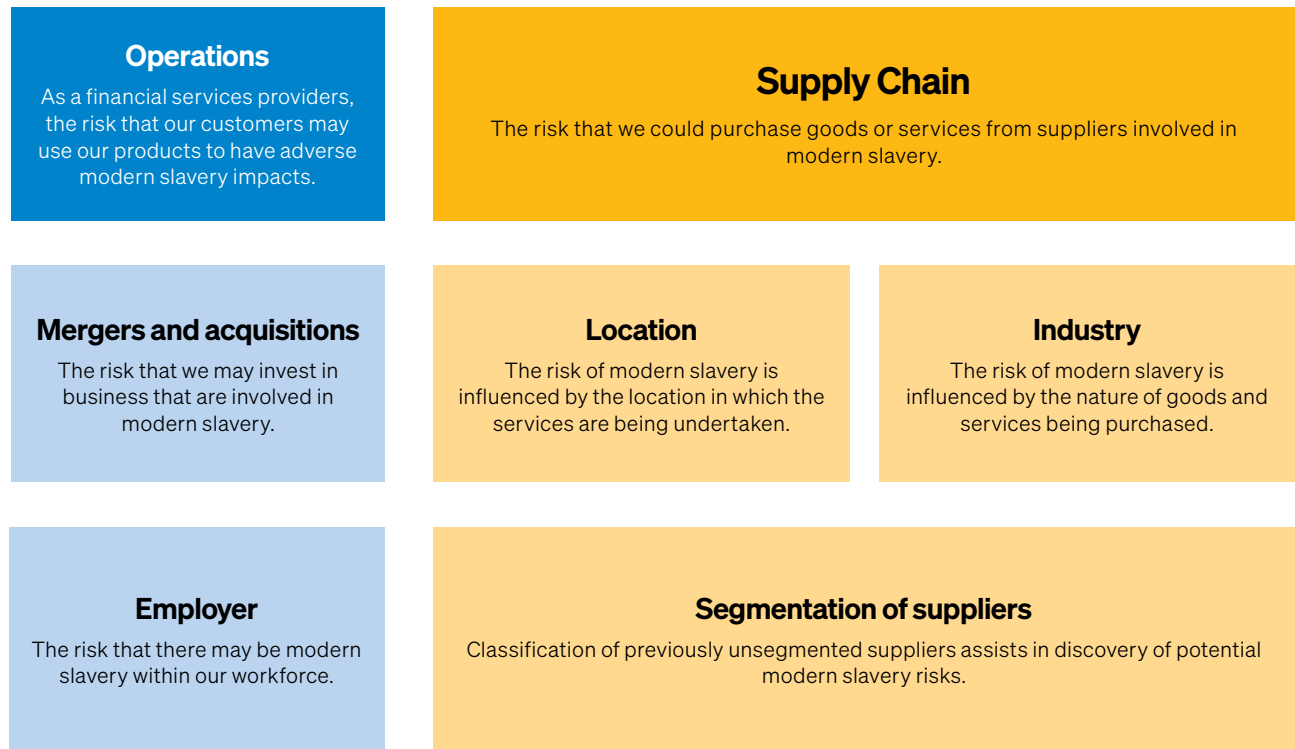 Operations
As a financial services providers,
the risk that our customers may
use our products to have adverse
modern slavery impacts.
Supply Chain
The risk that we could purchase goods or services from suppliers involved in
modern slavery.
Mergers and acquisitions
The risk that we may invest in
business that are involved in
modern slavery.
Location
The risk of modern slavery is
influenced by the location in which the
services are being undertaken.
Industry
The risk of modern slavery is
influenced by the nature of goods and
services being purchased.
Employer
The risk that there may be modern
slavery within our workforce.
Segmentation of suppliers
Classification of previously unsegmented suppliers assists in discovery of potential
modern slavery risks.